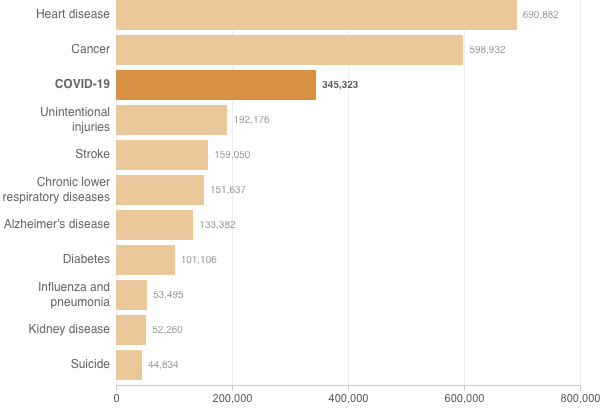 Heart disease 690,882
Cancer 598,932
COVID-19 345,323
Unintentional
injuries 192,176
Stroke 159,050
Chronic lower
respiratory diseases 151,637
Alzheimer's disease 133,382
Diabetes 101,106
Influenza and
pneumonia 53,495
Kidney disease 52,260
Suicide 44,834
0 200,000 400,000 600,000 800,000